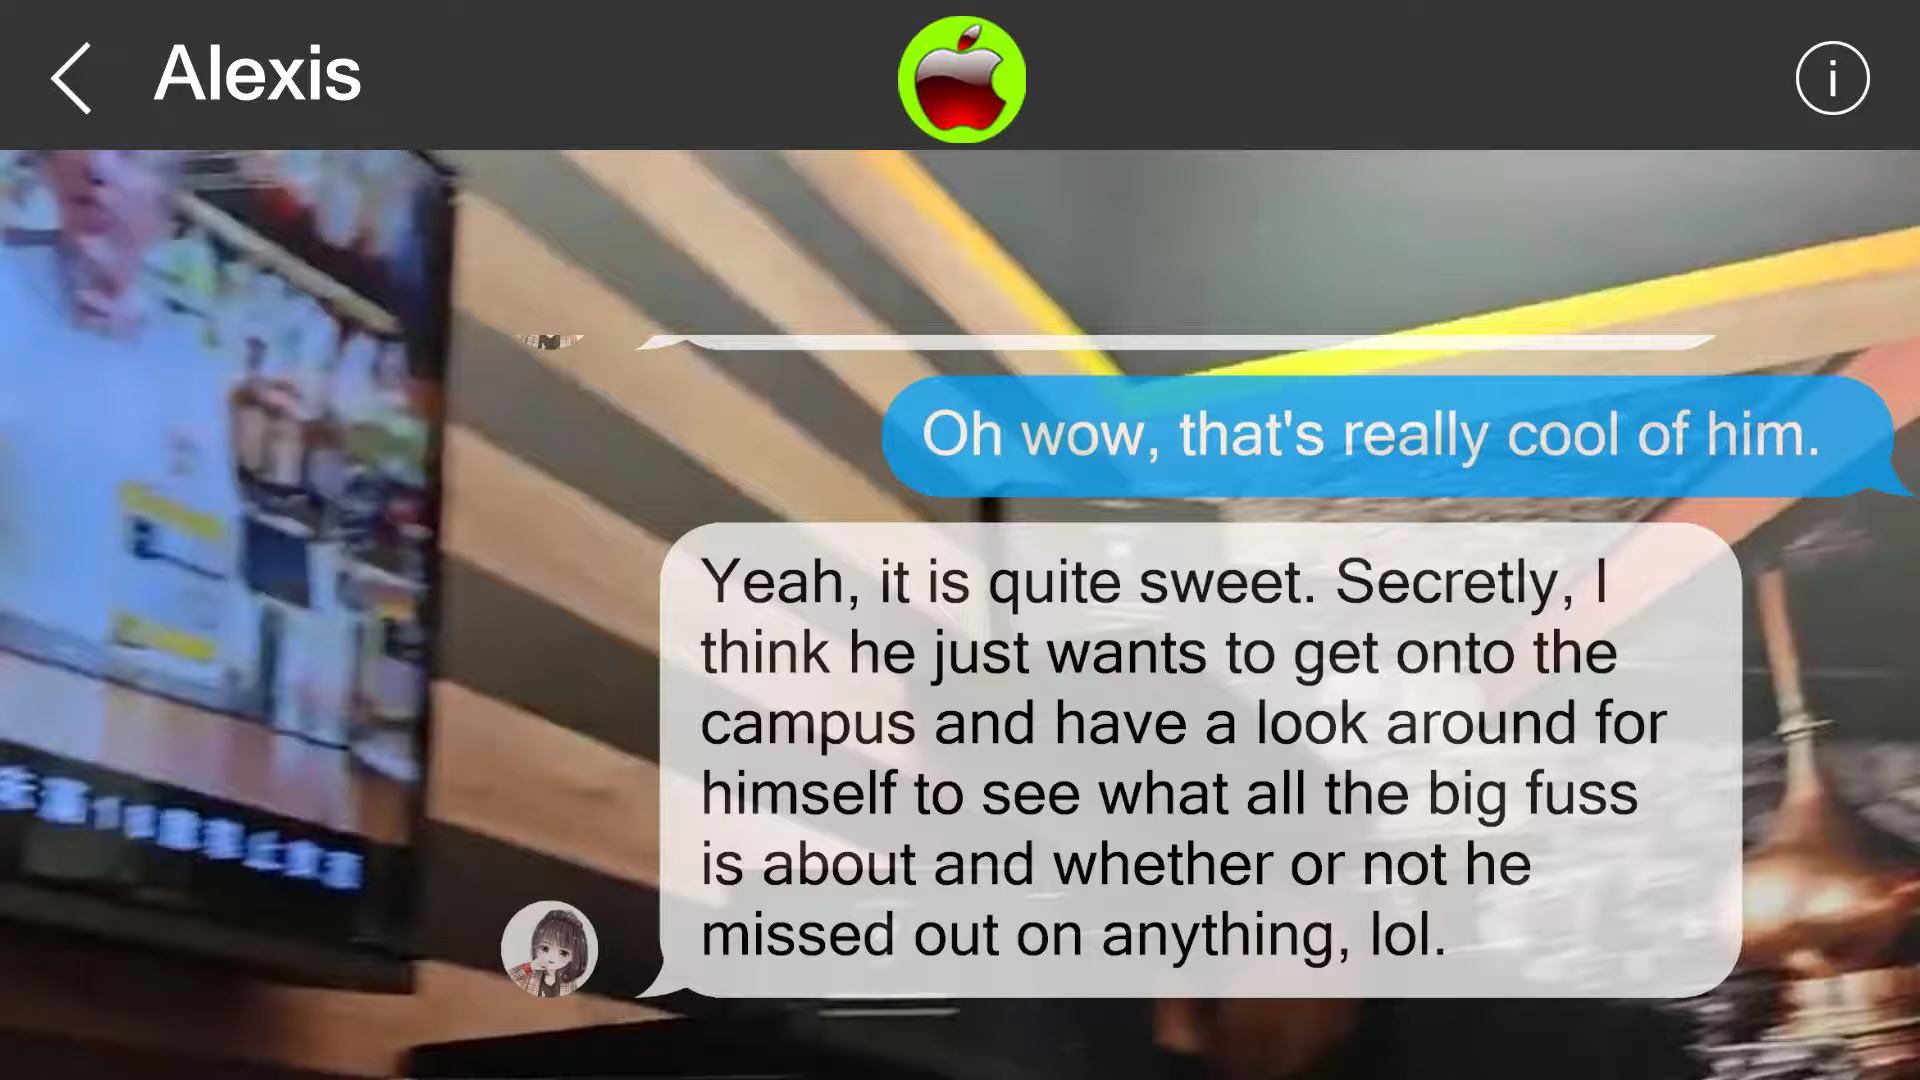 Alexis
i
Oh wow, that's really cool of him.
Yeah, it is quite sweet. Secretly, I
think he just wants to get onto the
campus and have a look around for
himself to see what all the big fuss
is about and whether or not he
missed out on anything, lol.